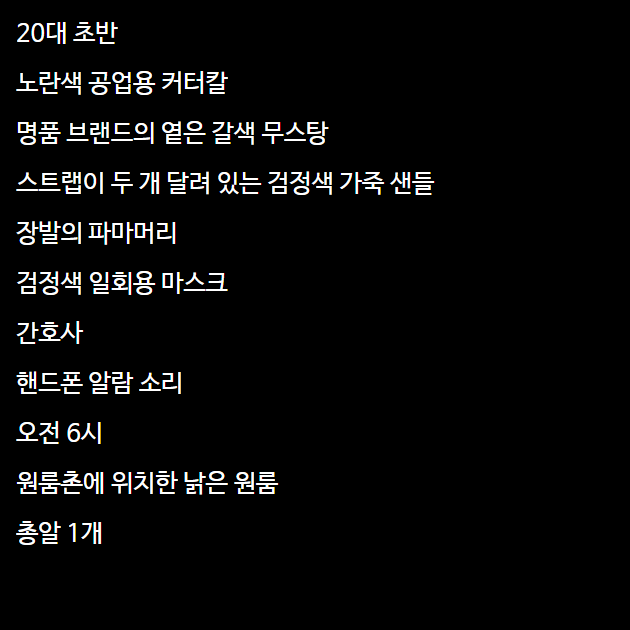 20대 초반
노란색 공업용 커터칼
명품 브랜드의 옅은 갈색 무스탕
스트랩이 두 개 달려 있는 검정색 가죽 샌들
장발의 파마머리
검정색 일회용 마스크
간호사
핸드폰 알람 소리
오전 6시
원룸촌에 위치한 낡은 원룸
총알 1개